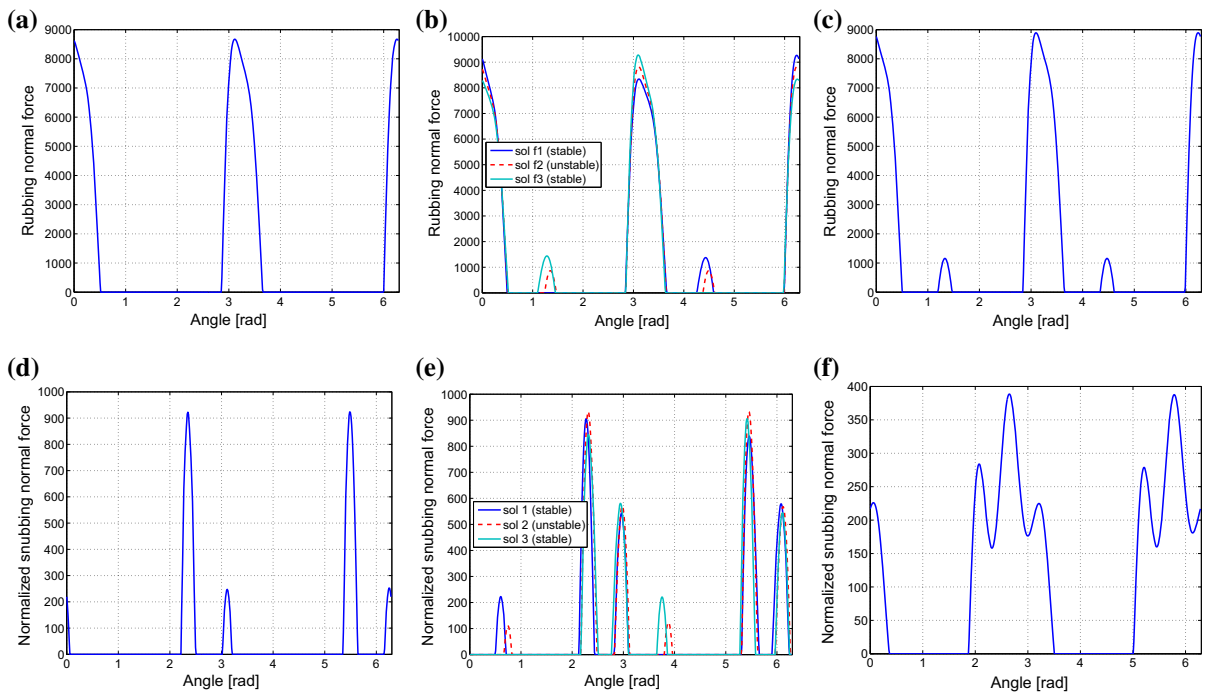 (a)
9000
8000
7000
6000
5000
4000
3000
2000
1000
0
Rubbing normal force
0 1 2 3 4 5 6
Angle [rad]
(b)
10000
9000
8000
7000
6000
5000
4000
3000
2000
1000
0
Rubbing normal force
sol f1 (stable)
sol f2 (unstable)
sol f3 (stable)
0 1 2 3 4 5 6
Angle [rad]
(c)
9000
8000
7000
6000
5000
4000
3000
2000
1000
0
Rubbing normal force
0 1 2 3 4 5 6
Angle [rad]
(d)
1000
900
800
700
600
500
400
300
200
100
0
Normalized snubbing normal force
0 1 2 3 4 5 6
Angle [rad]
(e)
1000
900
800
700
600
500
400
300
200
100
0
Normalized snubbing normal force
sol 1 (stable)
sol 2 (unstable)
sol 3 (stable)
0 1 2 3 4 5 6
Angle [rad]
(f)
400
350
300
250
200
150
100
50
0
Normalized snubbing normal force
0 1 2 3 4 5 6
Angle [rad]